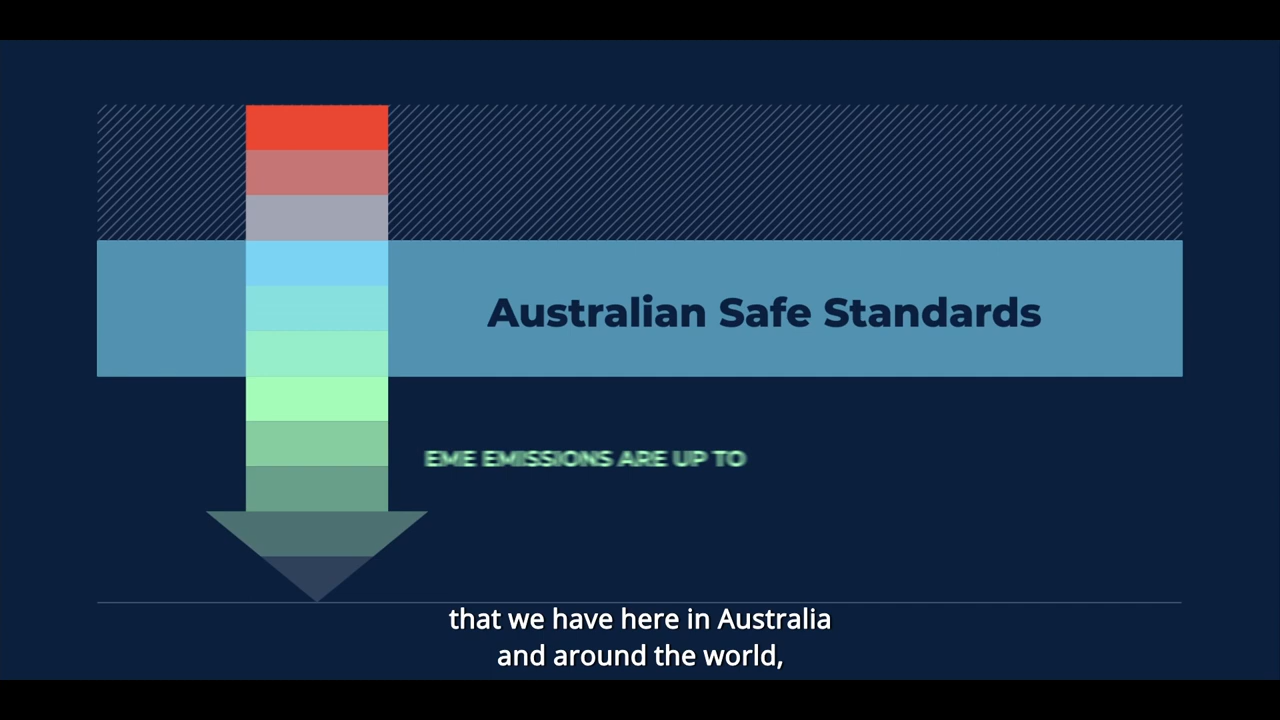 Australian Safe Standards
EME EMISSIONS ARE UP TO
that we have here in Australia
and around the world,